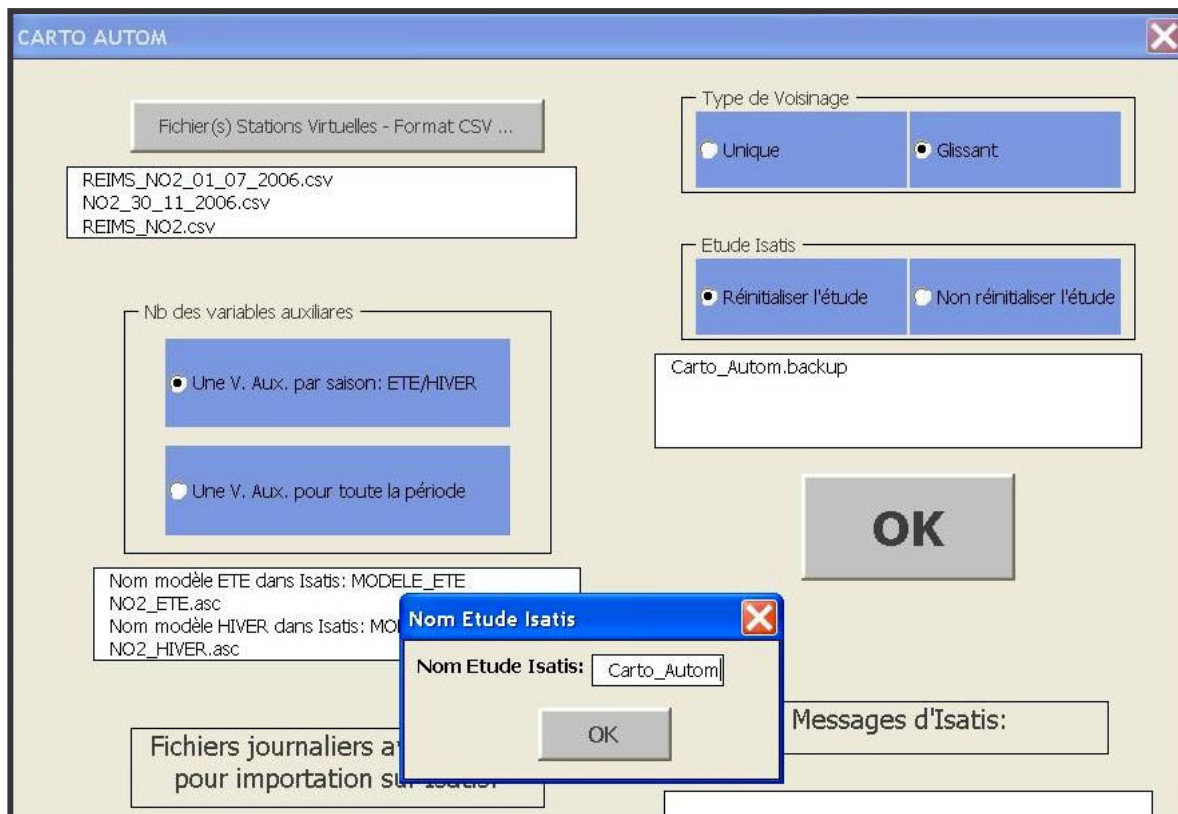 CARTO AUTOM
Fichier(s) Stations Virtuelles - Format CSV ...
REIMS_NO2_01_07_2006.csv
NO2_30_11_2006.csv
REIMS_NO2.csv
Nb des variables auxiliares
Une V. Aux. par saison: ETE/HIVER
Une V. Aux. pour toute la période
Nom modèle ETE dans Isatis: MODELE_ETE
NO2_ETE.asc
Nom modèle HIVER dans Isatis:
NO2_HIVER.asc
Fichiers journaliers
pour importation
Type de Voisinage
Unique
Glissant
Etude Isatis
Réinitialiser l'étude
Non réinitialiser l'étude
Carto_Autom.backup
OK
Nom Etude Isatis
Nom Etude Isatis:
Carto_Autom
OK
Messages d'Isatis: